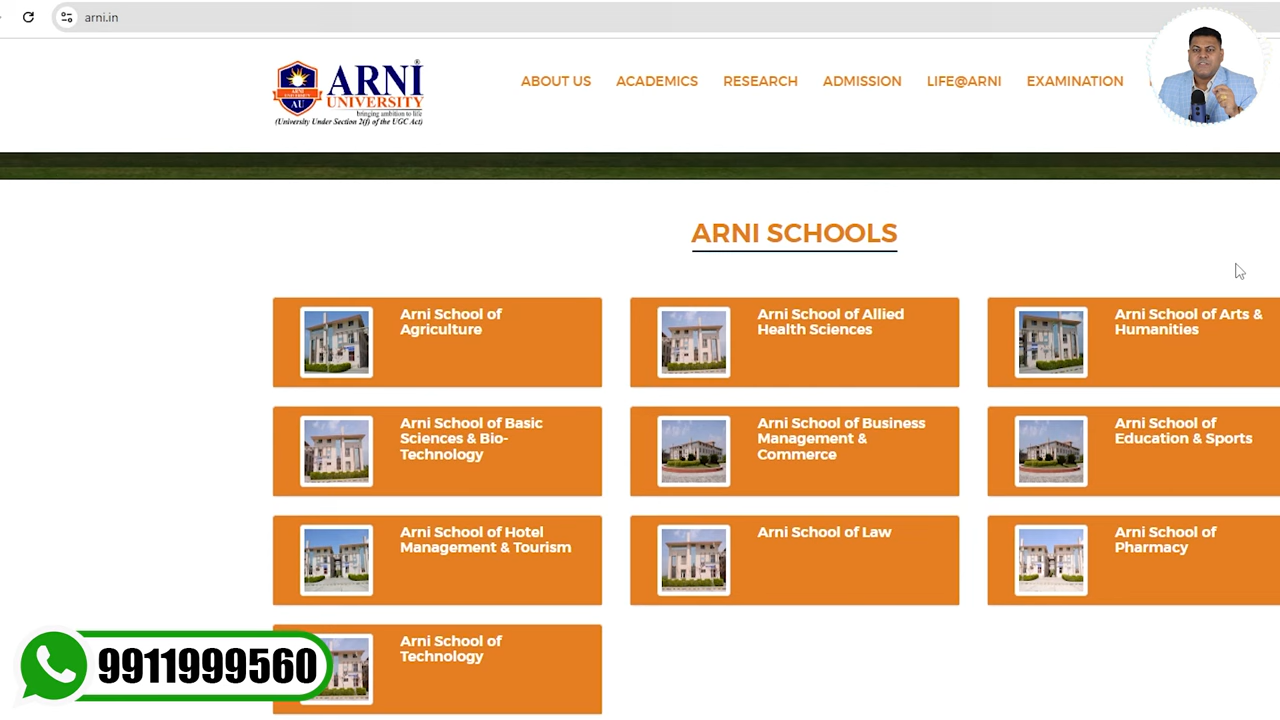 arni.in
ARNI
UNIVERSITY
bringing ambition to life
(University Under Section 2(f) of the UGC Act)
ARNI
UNIVERSITY
AU
ABOUT US
ACADEMICS
RESEARCH
ADMISSION
LIFE@ARNI
EXAMINATION
ARNI SCHOOLS
Arni School of
Agriculture
Arni School of Allied
Health Sciences
Arni School of Arts &
Humanities
Arni School of Basic
Sciences & Bio-
Technology
Arni School of Business
Management &
Commerce
Arni School of
Education & Sports
Arni School of Hotel
Management & Tourism
Arni School of Law
Arni School of
Pharmacy
Arni School of
Technology
9911999560